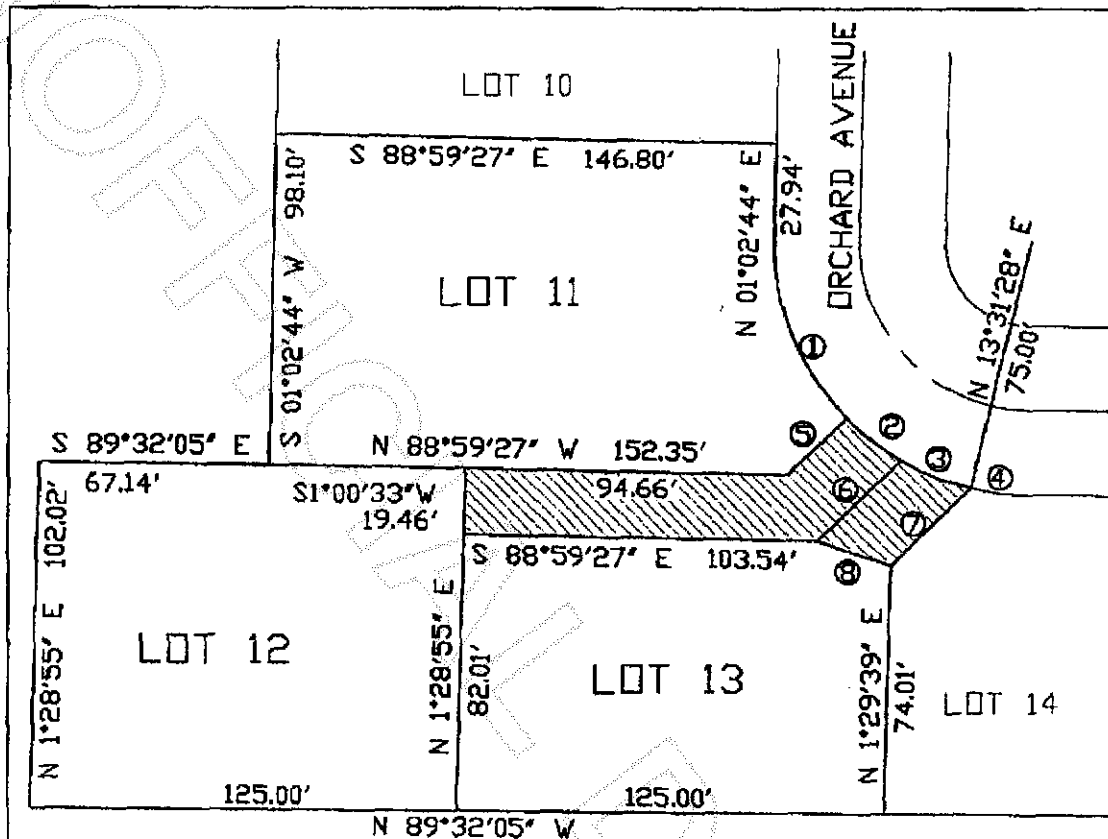 LOT 10
ORCHARD AVENUE
S 88°59'27" E 146.80'
N 01°02'44" E
27.94'
S 01°02'44" W 98.10'
LOT 11
N 13°31'28" E
75.00'
①
②
③
④
⑤
⑥
⑦
⑧
S 89°32'05" E
67.14'
N 88°59'27" W 152.35'
S1°00'33"W
19.46'
94.66'
S 88°59'27" E 103.54'
N 1°28'55" E 102.02'
LOT 12
N 1°28'55" E
82.01'
LOT 13
N 1°29'39" E
74.01'
LOT 14
125.00'
125.00'
N 89°32'05" W